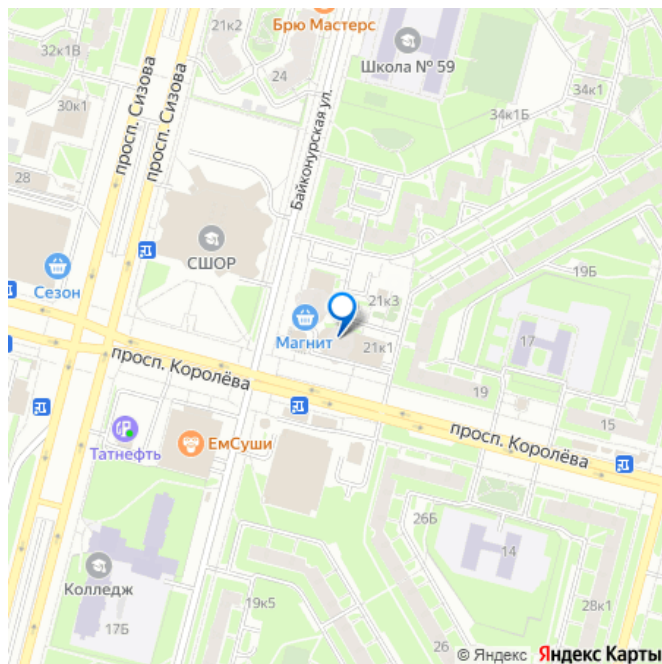 21к2
Брю Мастерс
32к1В
24
Школа № 59
просп. Сизова
просп. Сизова
34к1
30к1
34к1Б
Байконурская ул.
28
СШОР
19Б
Сезон
21к3
Магнит
17
21к1
просп. Королёва
19
15
просп. Королёва
ЕмСуши
Татнефть
26Б
14
Колледж
19к5
28к1
17Б
26
© Яндекс Яндекс Карты